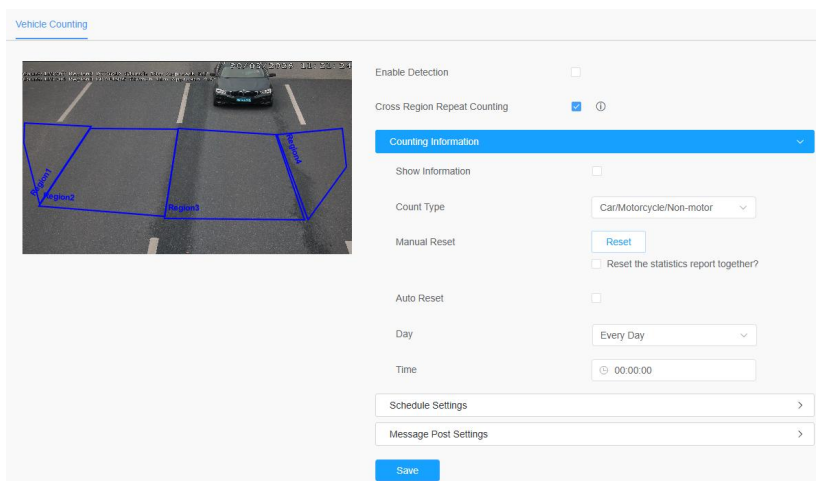 Vehicle Counting
Enable Detection
Cross Region Repeat Counting
Counting Information
Show Information
Count Type
Car/Motorcycle/Non-motor
Manual Reset
Reset
Reset the statistics report together?
Auto Reset
Day
Every Day
Time
00:00:00
Schedule Settings
Message Post Settings
Save
Region1
Region2
Region3
Region4